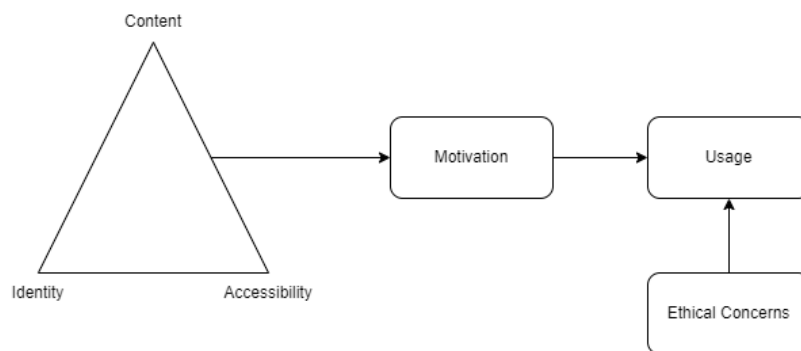 Content
Motivation
Usage
Identity
Accessibility
Ethical Concerns